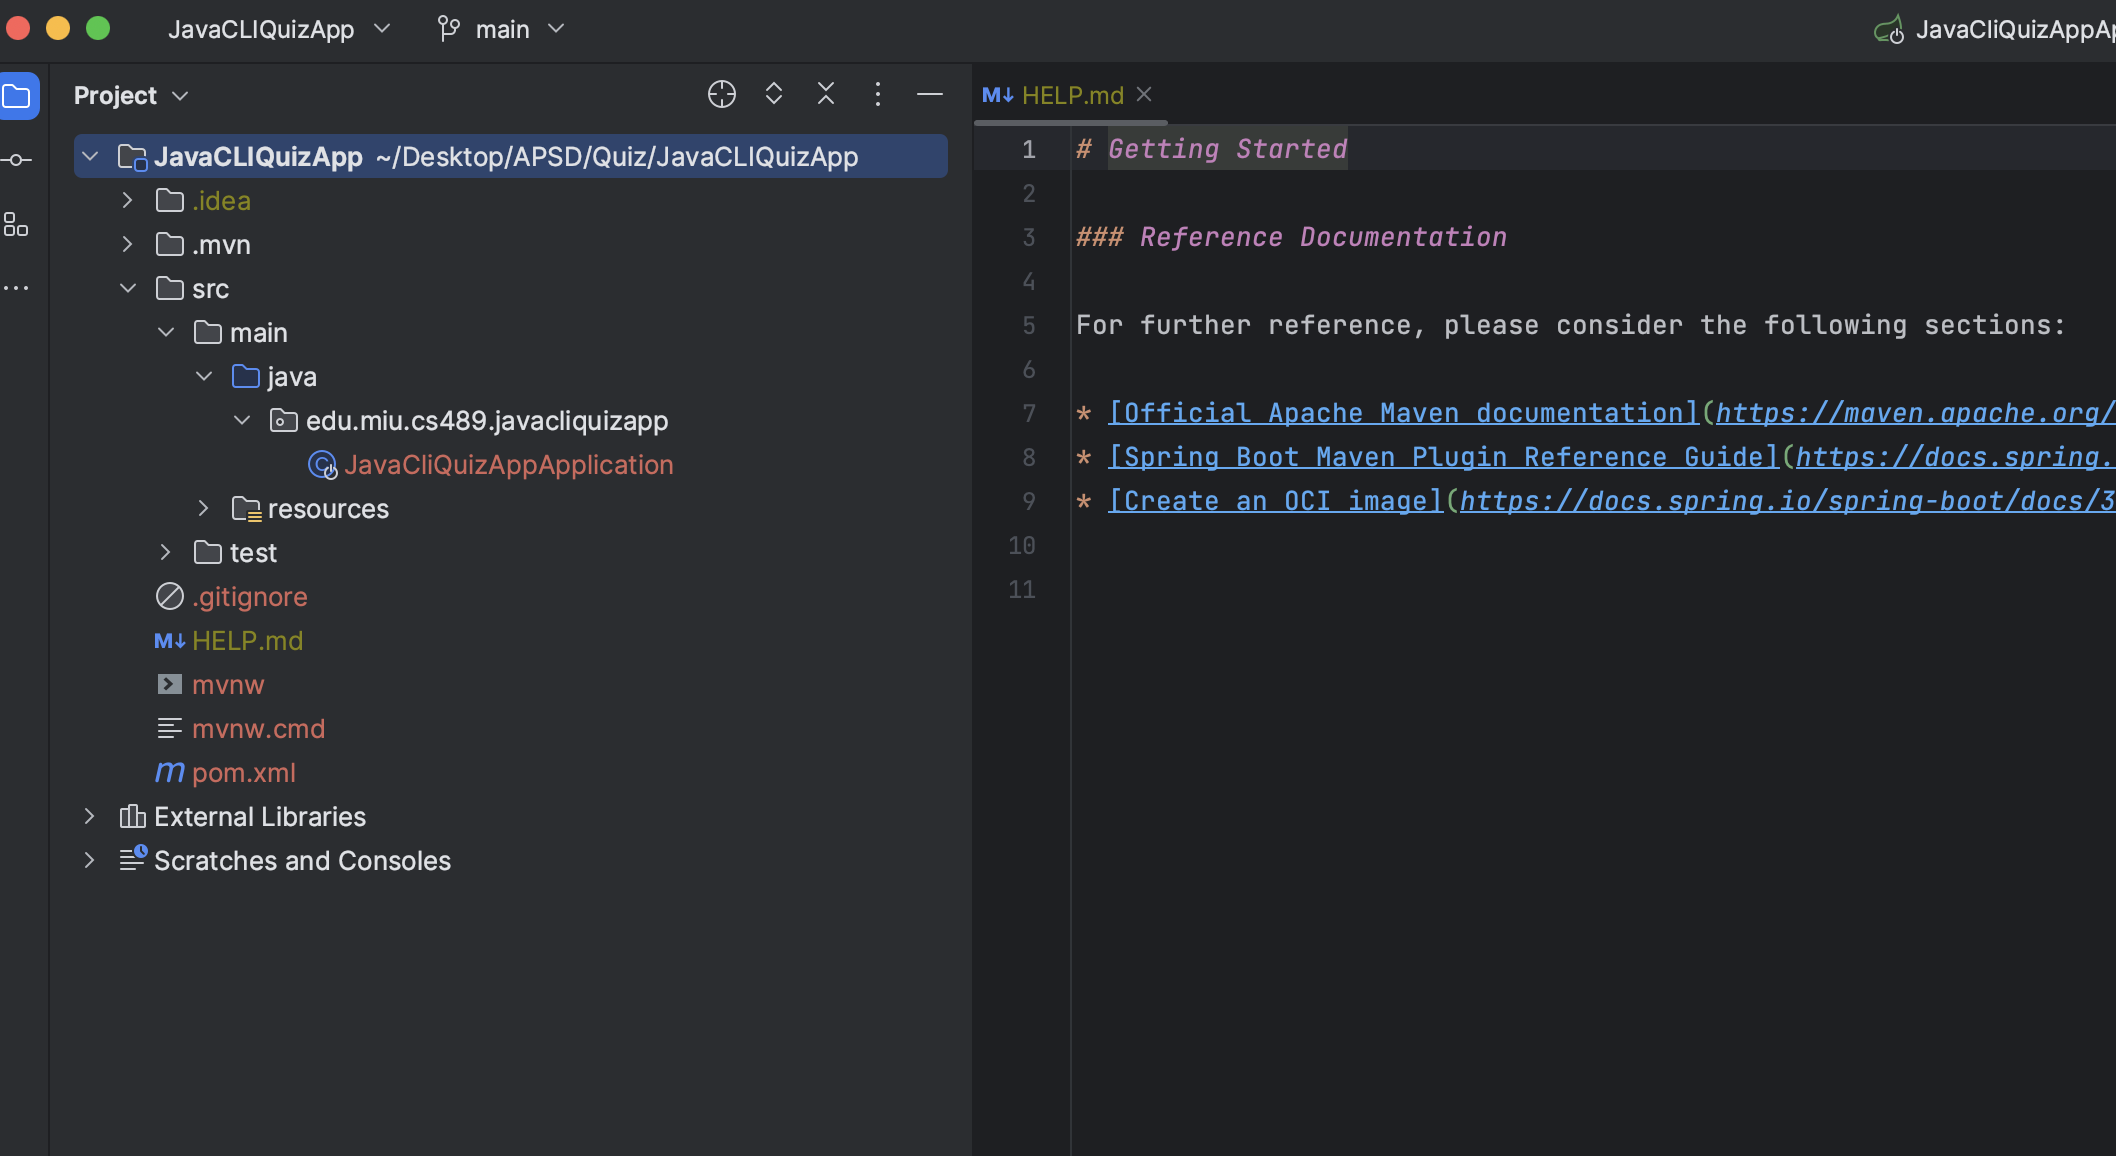 JavaCLIQuizApp main JavaCliQuizAppAp
Project
JavaCLIQuizApp ~/Desktop/APSD/Quiz/JavaCLIQuizApp
.idea
.mvn
src
main
java
edu.miu.cs489.javacliquizapp
JavaCliQuizAppApplication
resources
test
.gitignore
HELP.md
mvnw
mvnw.cmd
pom.xml
External Libraries
Scratches and Consoles
HELP.md
1 # Getting Started
2
3 ### Reference Documentation
4
5 For further reference, please consider the following sections:
6
7 * [Official Apache Maven documentation](https://maven.apache.org/
8 * [Spring Boot Maven Plugin Reference Guide](https://docs.spring.
9 * [Create an OCI image](https://docs.spring.io/spring-boot/docs/3
10
11